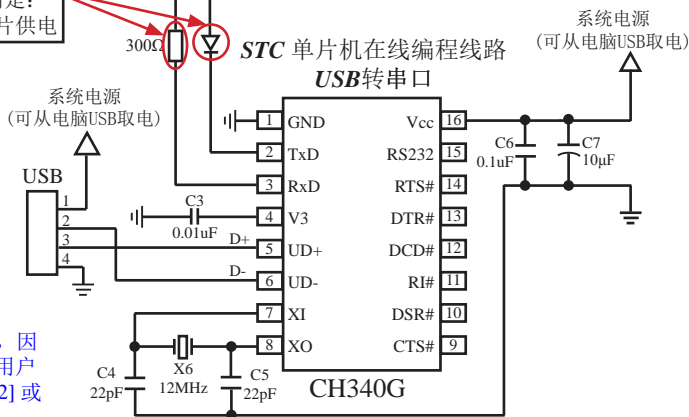 定：
片供电
300Ω
STC 单片机在线编程线路
USB转串口
系统电源
(可从电脑USB取电)
系统电源
(可从电脑USB取电)
USB
1
2
3
4
D+
D-
C3
0.01uF
1 GND
2 TxD
3 RxD
4 V3
5 UD+
6 UD-
7 XI
8 XO
Vcc 16
RS232 15
RTS# 14
DTR# 13
DCD# 12
RI# 11
DSR# 10
CTS# 9
CH340G
C6
0.1uF
C7
10μF
C4
22pF
X6
12MHz
C5
22pF
，因
用户
2] 或